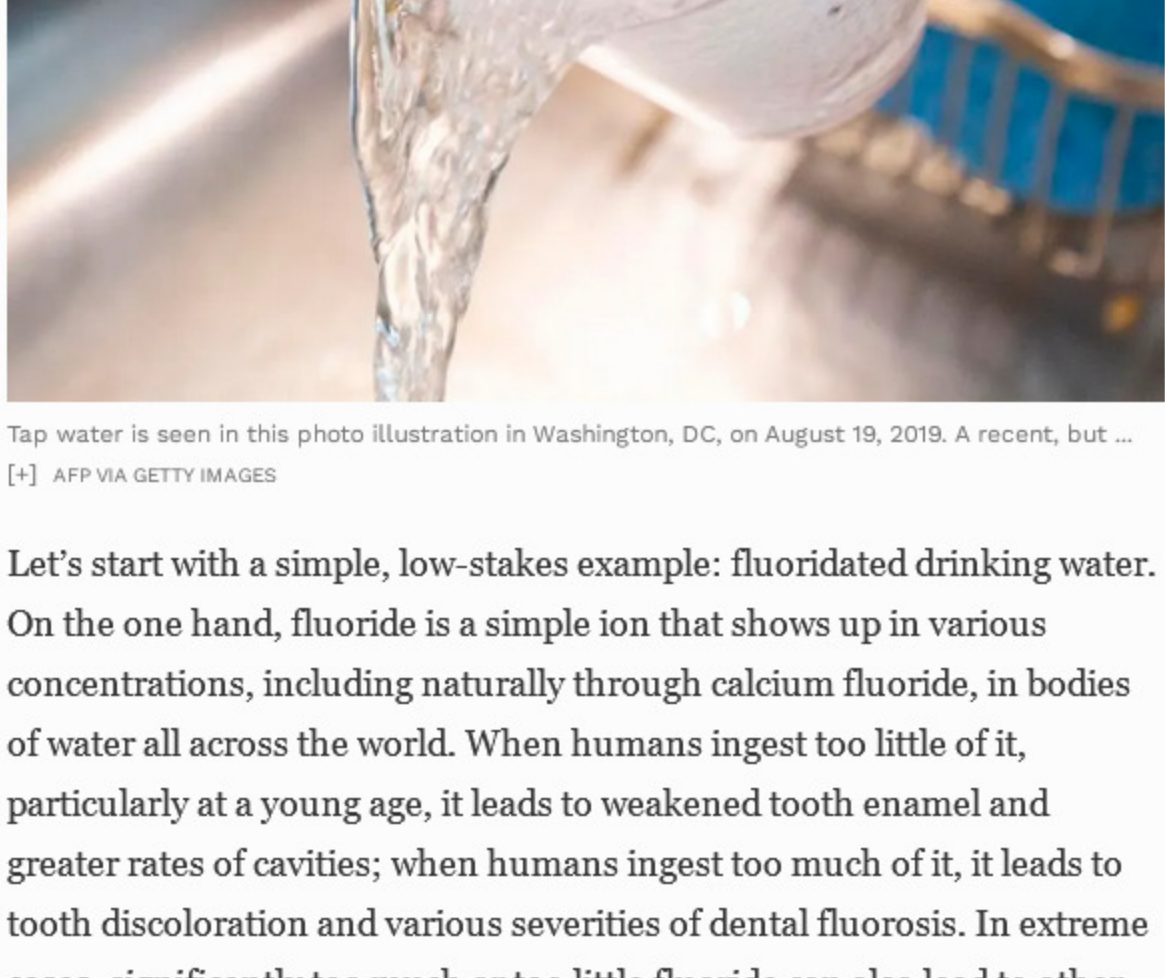 Tap water is seen in this photo illustration in Washington, DC, on August 19, 2019. A recent, but ...
[+] AFP VIA GETTY IMAGES
Let’s start with a simple, low-stakes example: fluoridated drinking water.
On the one hand, fluoride is a simple ion that shows up in various
concentrations, including naturally through calcium fluoride, in bodies
of water all across the world. When humans ingest too little of it,
particularly at a young age, it leads to weakened tooth enamel and
greater rates of cavities; when humans ingest too much of it, it leads to
tooth discoloration and various severities of dental fluorosis. In extreme